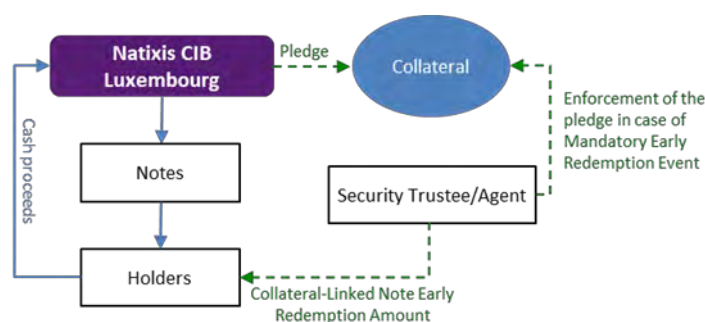 Natixis CIB
Luxembourg
Pledge
Collateral
Enforcement of the
pledge in case of
Mandatory Early
Redemption Event
Cash proceeds
Notes
Security Trustee/Agent
Holders
Collateral-Linked Note Early
Redemption Amount